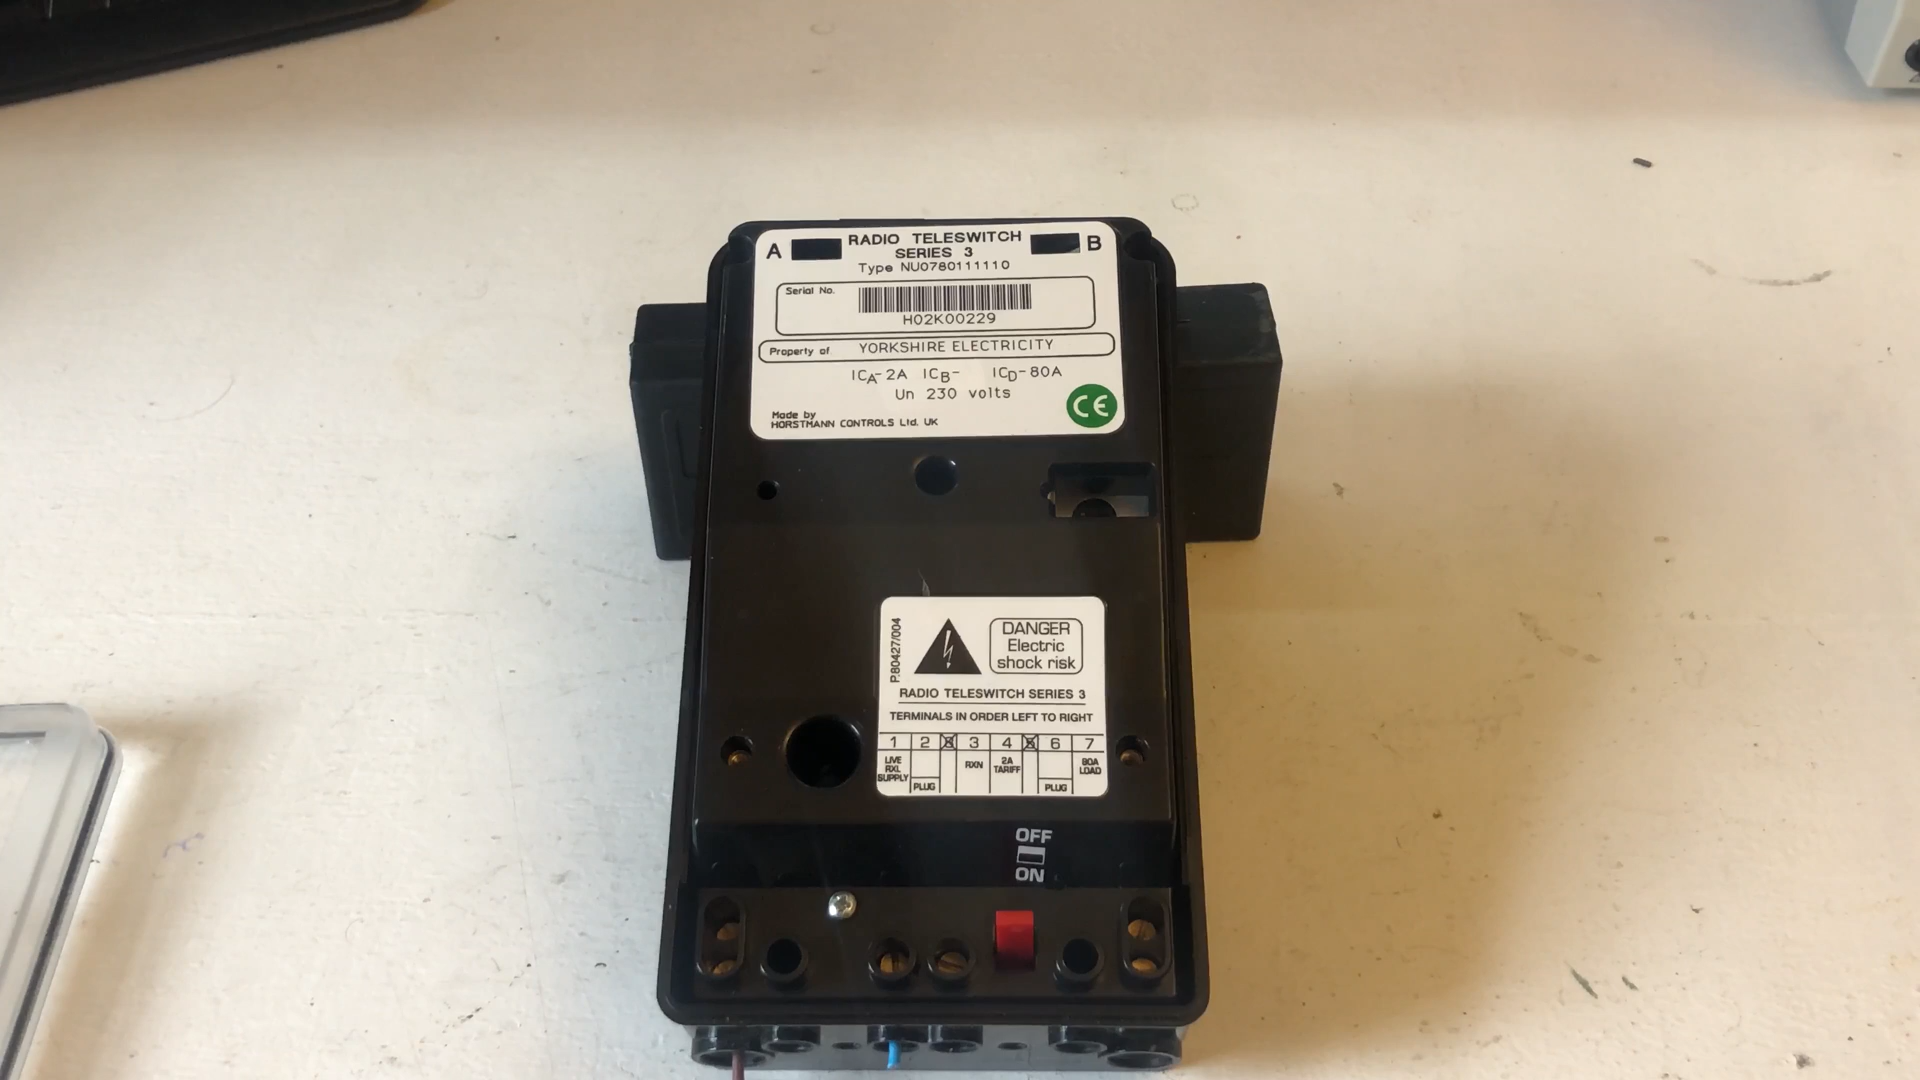 A RADIO TELESWITCH B
SERIES 3
Type NU0780111110
Serial No.
H02K00229
Property of YORKSHIRE ELECTRICITY
ICA-2A ICB- ICD-80A
Un 230 volts
CE
Made by
HORSTMANN CONTROLS Ltd. UK
P.80427/004
DANGER
Electric
shock risk
RADIO TELESWITCH SERIES 3
TERMINALS IN ORDER LEFT TO RIGHT
1 2 3 4 6 7
LIVE RXL SUPPLY
PLUG
RXN
2A TARIFF
PLUG
80A LOAD
OFF
ON